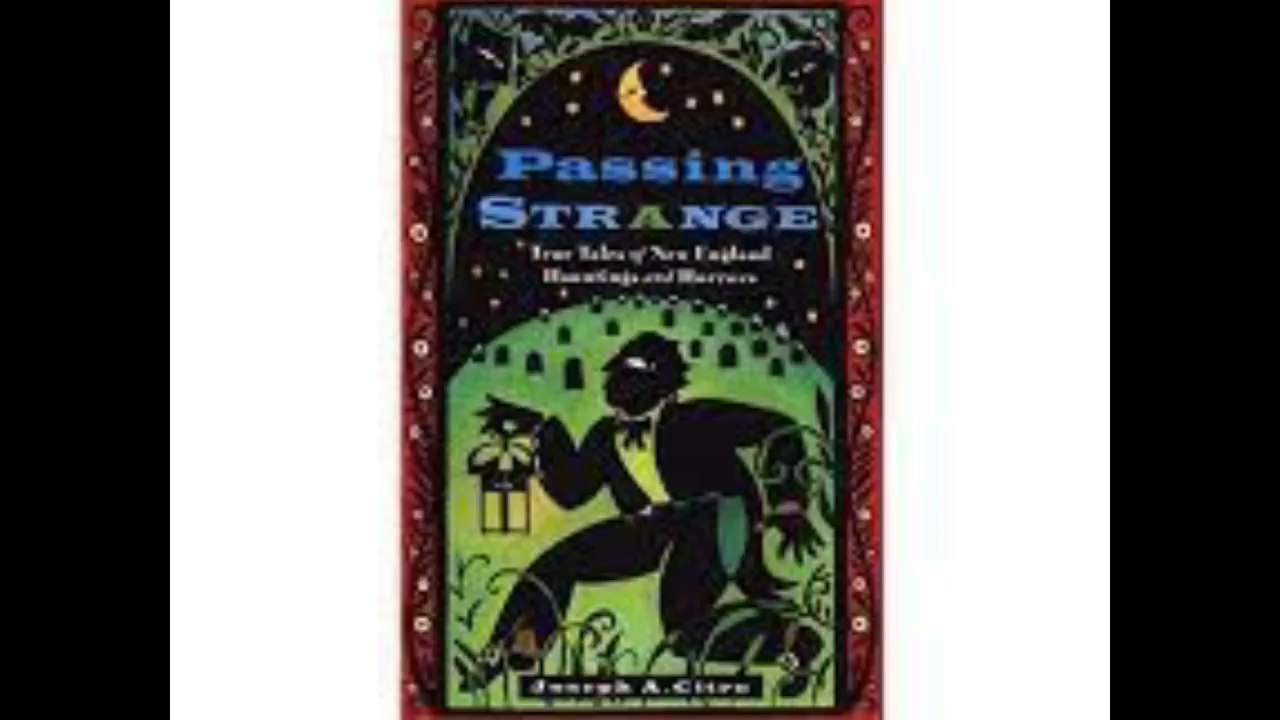 Passing
STRANGE
True Tales of New England
Hauntings and Horrors
Joseph A. Citro